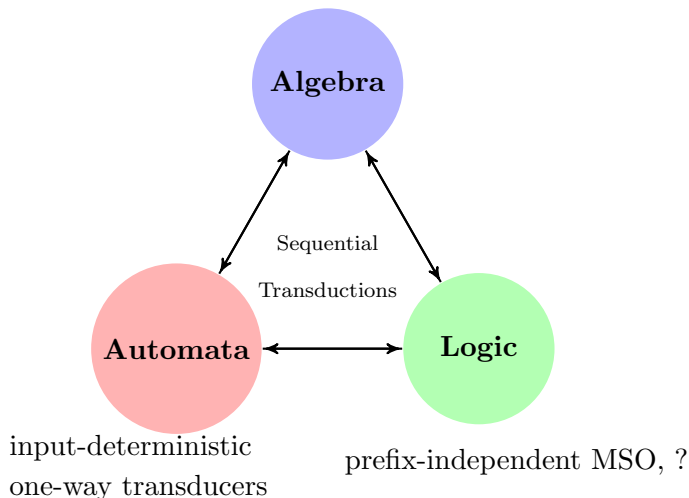 Algebra
Sequential
Transductions
Automata
Logic
input-deterministic
one-way transducers
prefix-independent MSO, ?